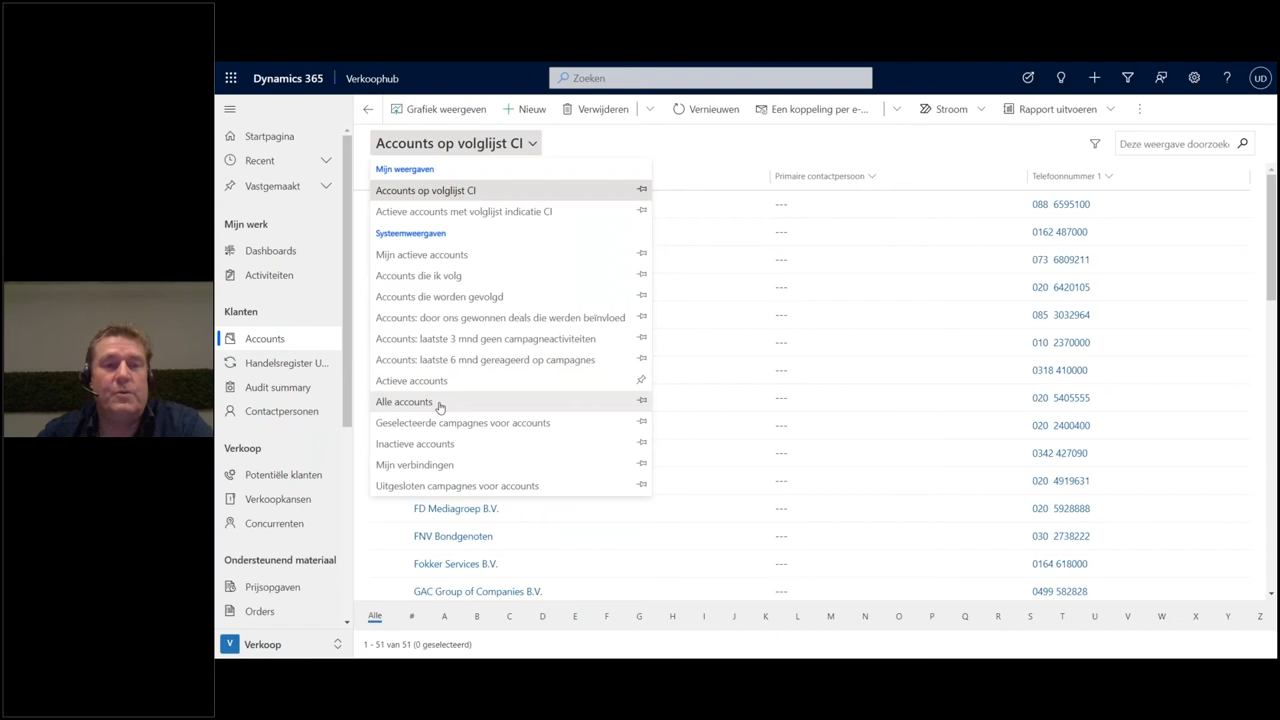 Dynamics 365
Verkoophub
Zoeken
UD
Grafiek weergeven
Nieuw
Verwijderen
Vernieuwen
Een koppeling per e-...
Stroom
Rapport uitvoeren
Startpagina
Recent
Vastgemaakt
Mijn werk
Dashboards
Activiteiten
Klanten
Accounts
Handelsregister U...
Audit summary
Contactpersonen
Verkoop
Potentiële klanten
Verkoopkansen
Concurrenten
Ondersteunend materiaal
Prijsopgaven
Orders
V Verkoop
Accounts op volglijst CI
Deze weergave doorzoeke
Mijn weergaven
Accounts op volglijst CI
Actieve accounts met volglijst indicatie CI
Systeemweergaven
Mijn actieve accounts
Accounts die ik volg
Accounts die worden gevolgd
Accounts: door ons gewonnen deals die werden beïnvloed
Accounts: laatste 3 mnd geen campagneactiviteiten
Accounts: laatste 6 mnd gereageerd op campagnes
Actieve accounts
Alle accounts
Geselecteerde campagnes voor accounts
Inactieve accounts
Mijn verbindingen
Uitgesloten campagnes voor accounts
Primaire contactpersoon
Telefoonnummer 1
--- 088 6595100
--- 0162 487000
--- 073 6809211
--- 020 6420105
--- 085 3032964
--- 010 2370000
--- 0318 410000
--- 020 5405555
--- 020 2400400
--- 0342 427090
--- 020 4919631
FD Mediagroep B.V. --- 020 5928888
FNV Bondgenoten --- 030 2738222
Fokker Services B.V. --- 0164 618000
GAC Group of Companies B.V. --- 0499 582828
Alle # A B C D E F G H I J K L M N O P Q R S T U V W X Y Z
1 - 51 van 51 (0 geselecteerd)